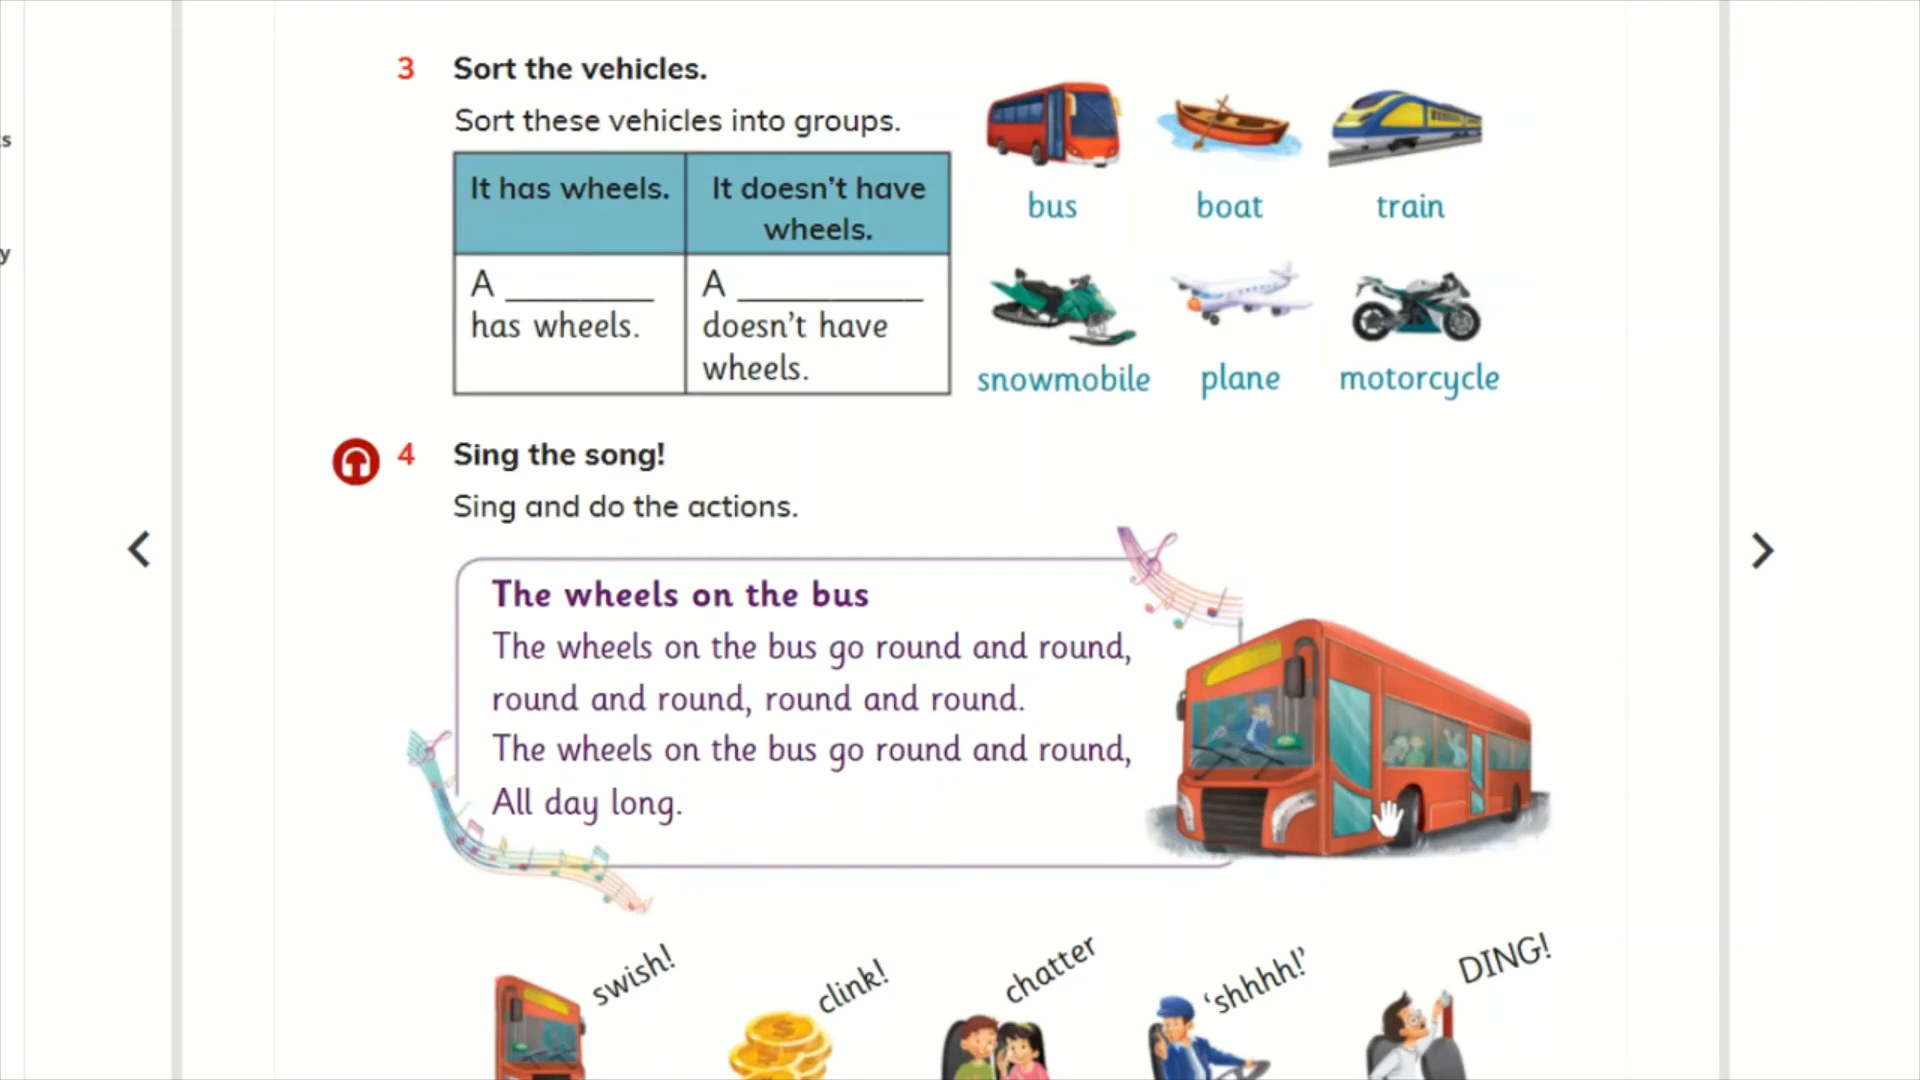 3 Sort the vehicles.
Sort these vehicles into groups.
It has wheels.
It doesn't have
wheels.
A __________
has wheels.
A __________
doesn't have
wheels.
bus
boat
train
snowmobile
plane
motorcycle
4 Sing the song!
Sing and do the actions.
The wheels on the bus
The wheels on the bus go round and round,
round and round, round and round.
The wheels on the bus go round and round,
All day long.
swish!
clink!
chatter
'shhhh!'
DING!